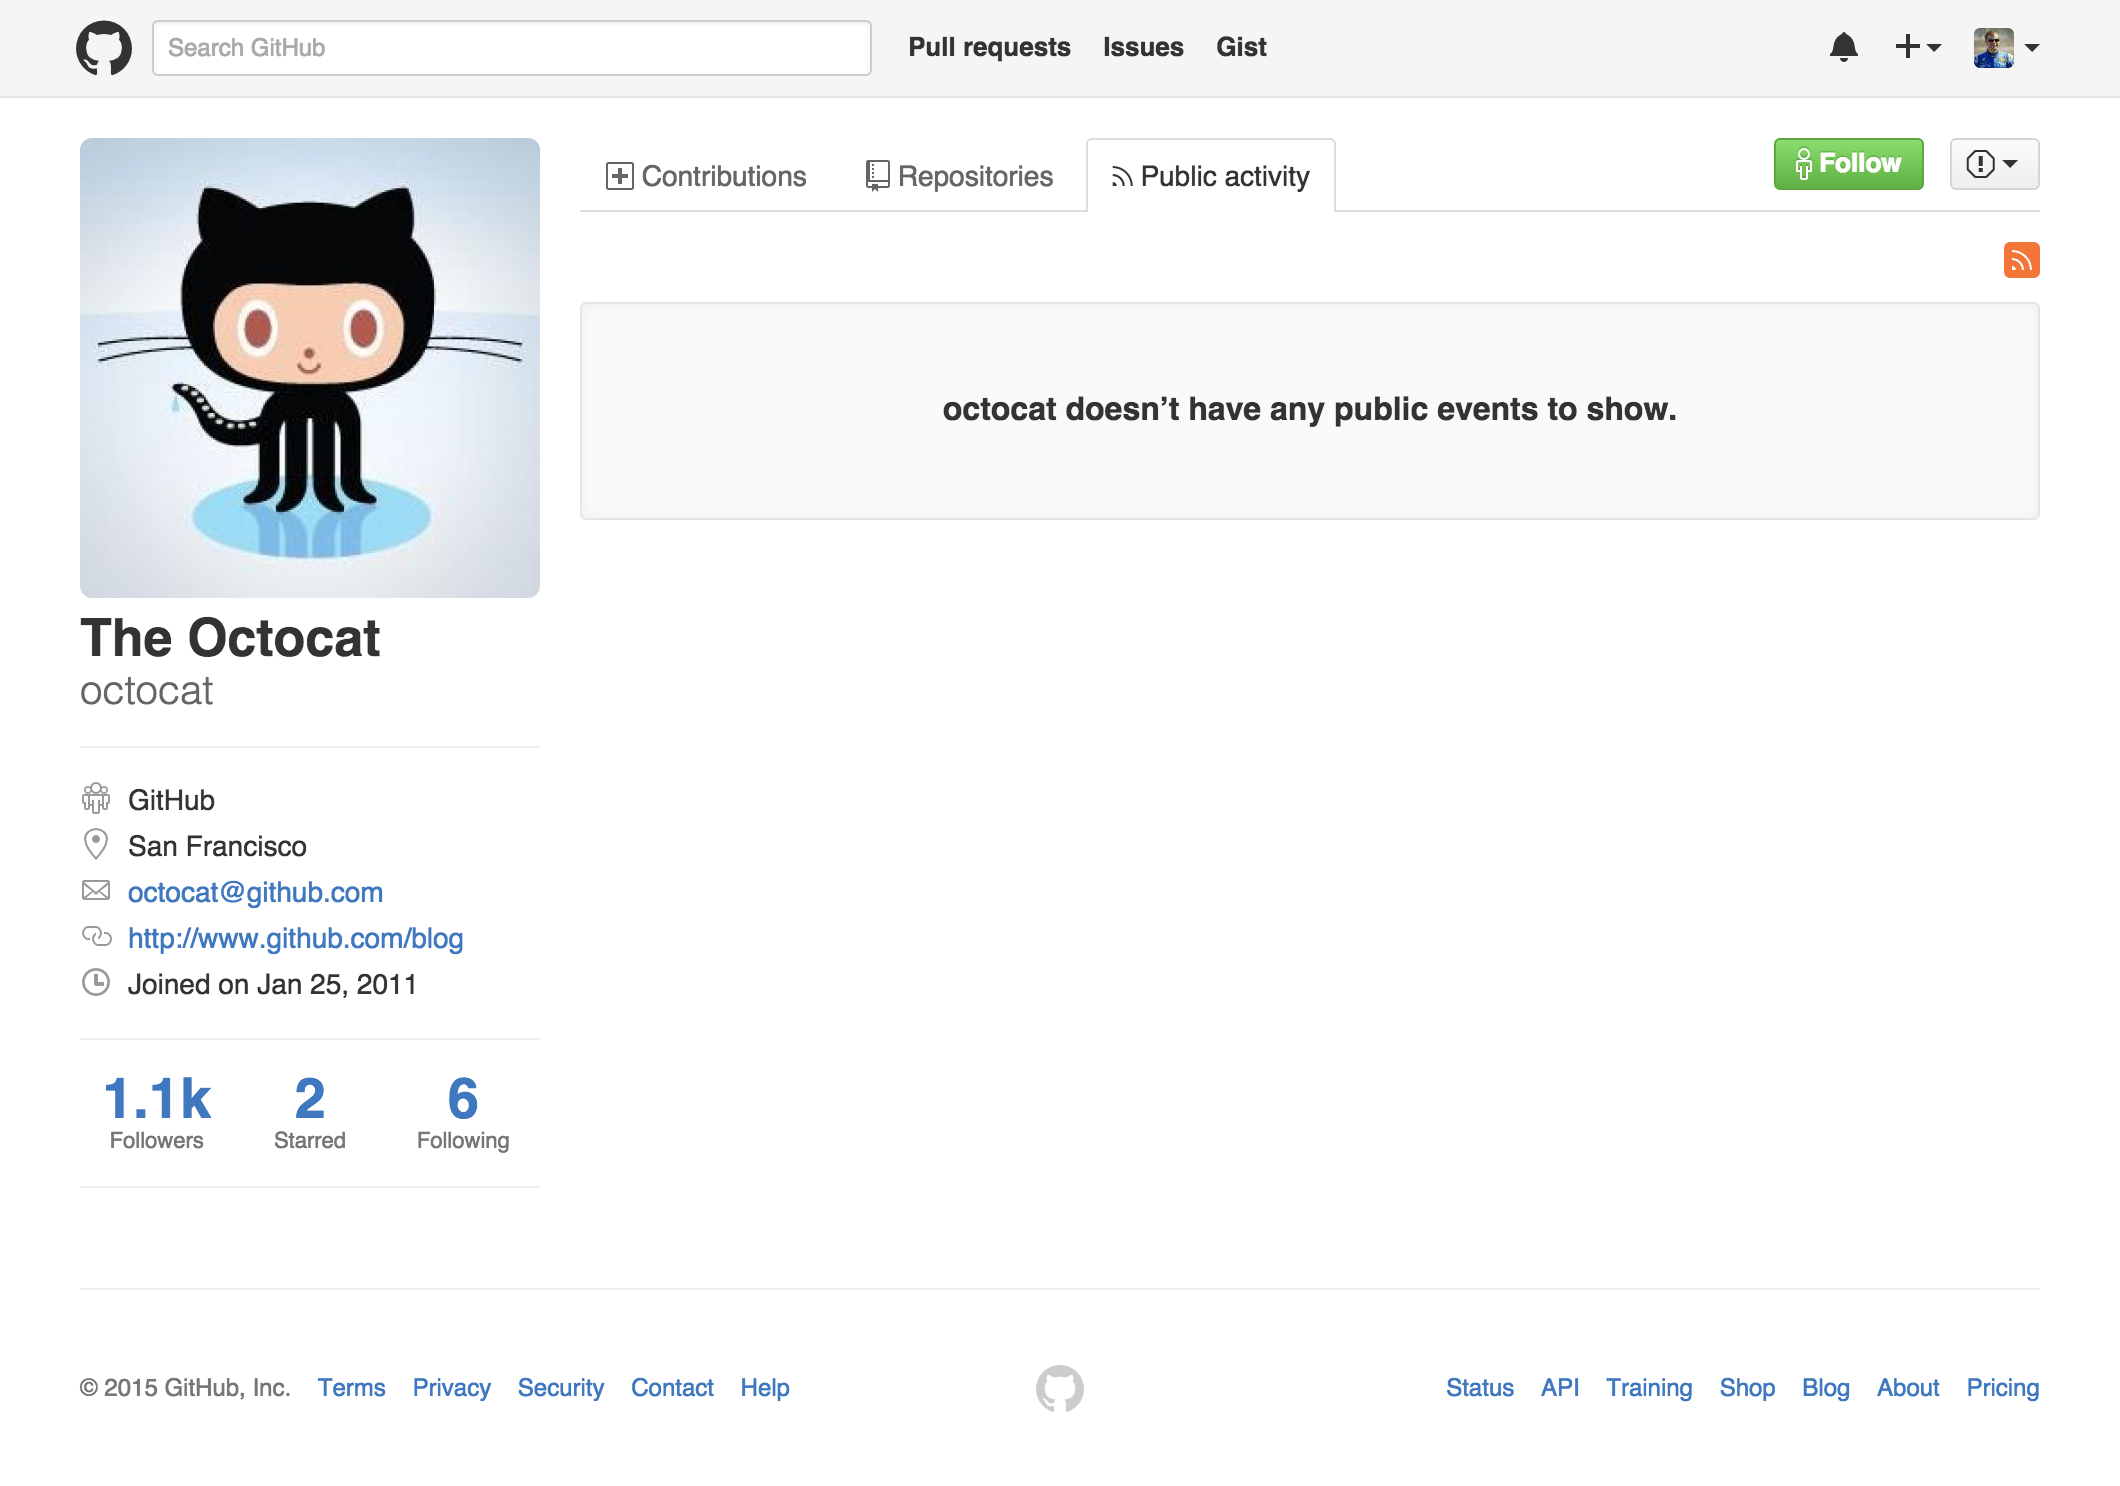 Search GitHub
Pull requests
Issues
Gist
Contributions
Repositories
Public activity
Follow
octocat doesn’t have any public events to show.
The Octocat
octocat
GitHub
San Francisco
octocat@github.com
http://www.github.com/blog
Joined on Jan 25, 2011
1.1k
Followers
2
Starred
6
Following
© 2015 GitHub, Inc. Terms Privacy Security Contact Help
Status API Training Shop Blog About Pricing